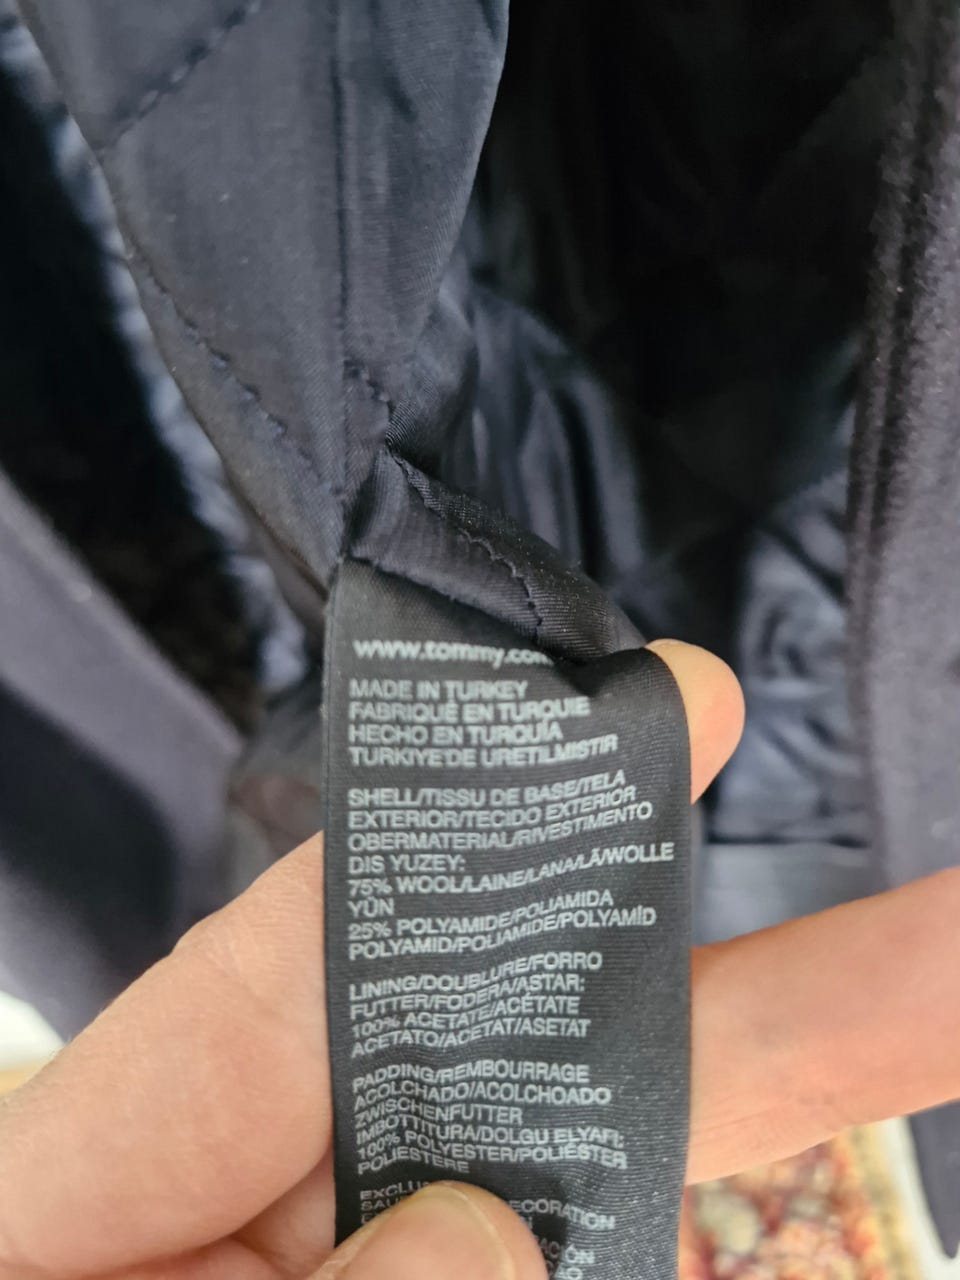 www.tommy.com
MADE IN TURKEY
FABRIQUÉ EN TURQUIE
HECHO EN TURQUÍA
TURKIYE'DE URETILMISTIR
SHELL/TISSU DE BASE/TELA
EXTERIOR/TECIDO EXTERIOR
OBERMATERIAL/RIVESTIMENTO
DIS YUZEY:
75% WOOL/LAINE/LANA/LÃ/WOLLE
YÜN
25% POLYAMIDE/POLIAMIDA
POLYAMID/POLIAMIDE/POLYAMİD
LINING/DOUBLURE/FORRO
FUTTER/FODERA/ASTAR:
100% ACETATE/ACÉTATE
ACETATO/ACETAT/ASETAT
PADDING/REMBOURRAGE
ACOLCHADO/ACOLCHOADO
ZWISCHENFUTTER
IMBOTTITURA/DOLGU ELYAFI:
100% POLYESTER/POLIÉSTER
POLIESTERE